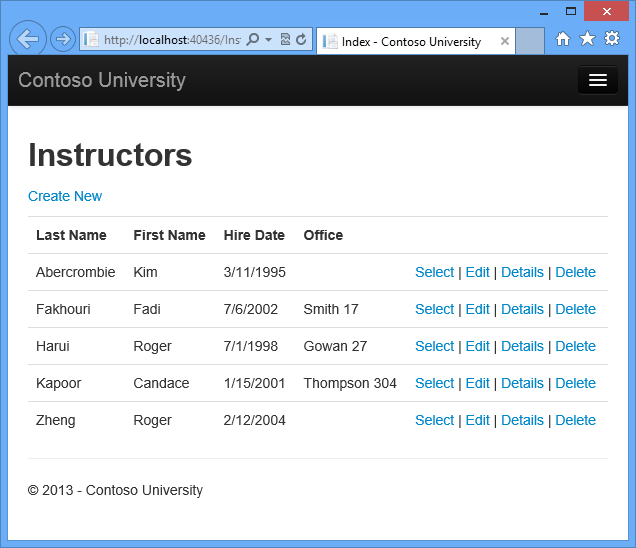 http://localhost:40436/Ins
Index - Contoso University
Contoso University
Instructors
Create New
Last Name First Name Hire Date Office
Abercrombie Kim 3/11/1995 Select | Edit | Details | Delete
Fakhouri Fadi 7/6/2002 Smith 17 Select | Edit | Details | Delete
Harui Roger 7/1/1998 Gowan 27 Select | Edit | Details | Delete
Kapoor Candace 1/15/2001 Thompson 304 Select | Edit | Details | Delete
Zheng Roger 2/12/2004 Select | Edit | Details | Delete
© 2013 - Contoso University